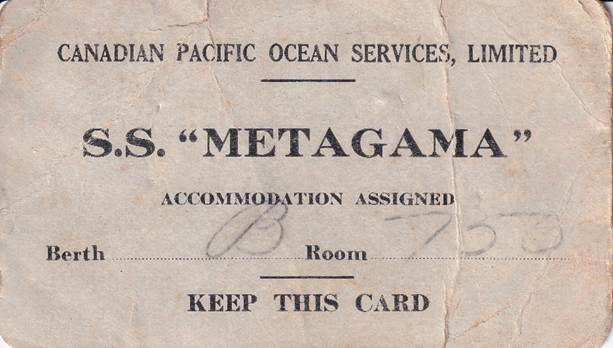 CANADIAN PACIFIC OCEAN SERVICES, LIMITED
S.S. “METAGAMA”
ACCOMMODATION ASSIGNED
Berth B Room 753
KEEP THIS CARD